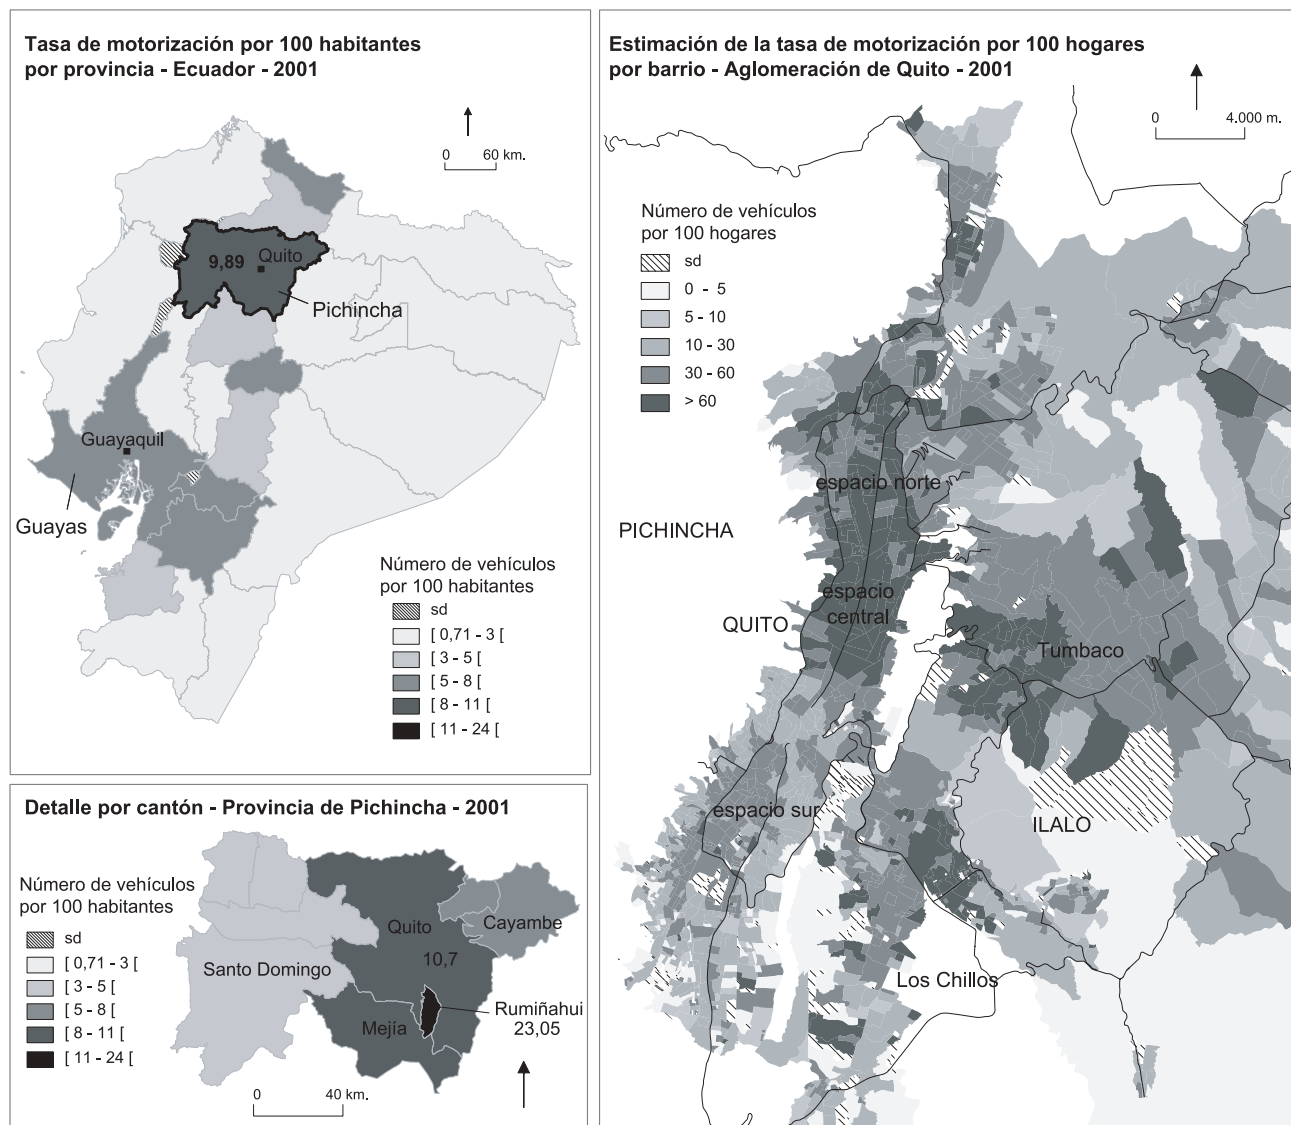 Tasa de motorización por 100 habitantes
por provincia - Ecuador - 2001
0 60 km.
9,89
Quito
Pichincha
Guayaquil
Guayas
Número de vehículos
por 100 habitantes
sd
[ 0,71 - 3 [
[ 3 - 5 [
[ 5 - 8 [
[ 8 - 11 [
[ 11 - 24 [
Detalle por cantón - Provincia de Pichincha - 2001
Número de vehículos
por 100 habitantes
sd
[ 0,71 - 3 [
[ 3 - 5 [
[ 5 - 8 [
[ 8 - 11 [
[ 11 - 24 [
Quito
Cayambe
10,7
Santo Domingo
Mejía
Rumiñahui
23,05
0 40 km.
Estimación de la tasa de motorización por 100 hogares
por barrio - Aglomeración de Quito - 2001
0 4.000 m.
Número de vehículos
por 100 hogares
sd
0 - 5
5 - 10
10 - 30
30 - 60
> 60
espacio norte
PICHINCHA
espacio
central
QUITO
Tumbaco
espacio sur
ILALO
Los Chillos